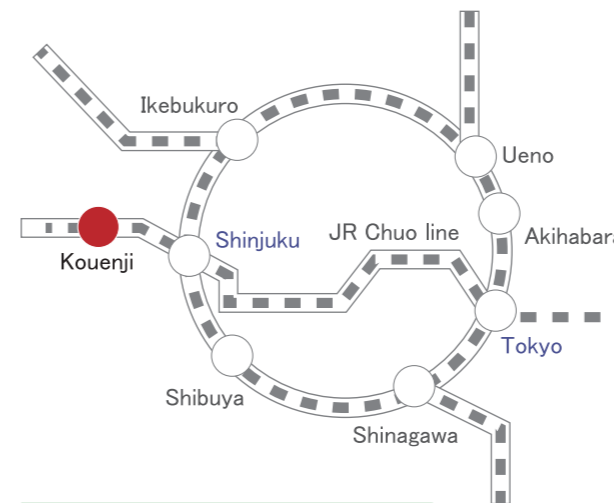 Ikebukuro
Ueno
Akihabara
Shinjuku
JR Chuo line
Kouenji
Tokyo
Shibuya
Shinagawa